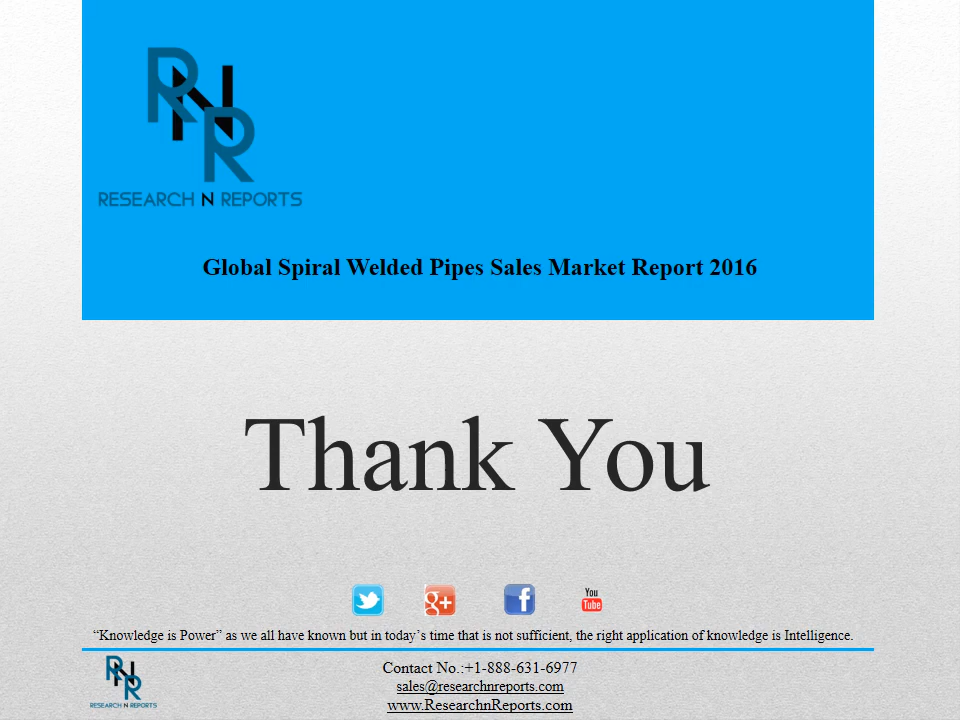 RNR
RESEARCH N REPORTS
Global Spiral Welded Pipes Sales Market Report 2016
Thank You
g+ f You
Tube
“Knowledge is Power” as we all have known but in today’s time that is not sufficient, the right application of knowledge is Intelligence.
RNR
RESEARCH N REPORTS
Contact No.:+1-888-631-6977
sales@researchnreports.com
www.ResearchnReports.com